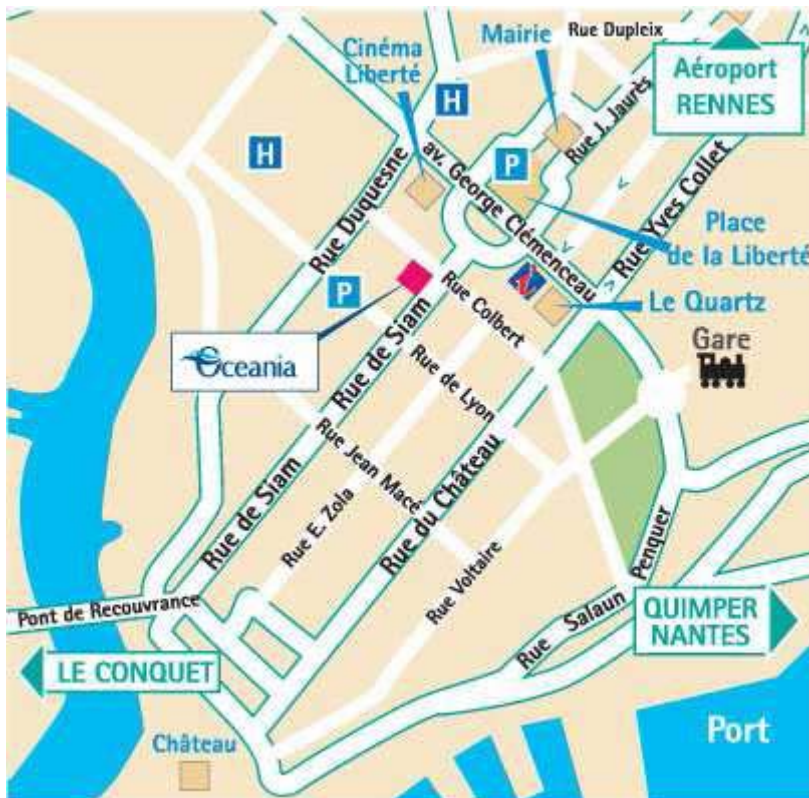 Cinéma
Liberté
Mairie
Rue Dupleix
Aéroport
RENNES
H
H
P
Rue J. Jaurès
av. George Clémenceau
Rue Duquesne
Rue Yves Collet
Place
de la Liberté
P
Rue Colbert
Le Quartz
Gare
Oceania
Rue de Siam
Rue de Lyon
Rue Jean Macé
Rue de Siam
Rue E. Zola
Rue du Château
Rue Voltaire
Penquer
Rue Salaun
Pont de Recouvrance
QUIMPER
NANTES
LE CONQUET
Château
Port